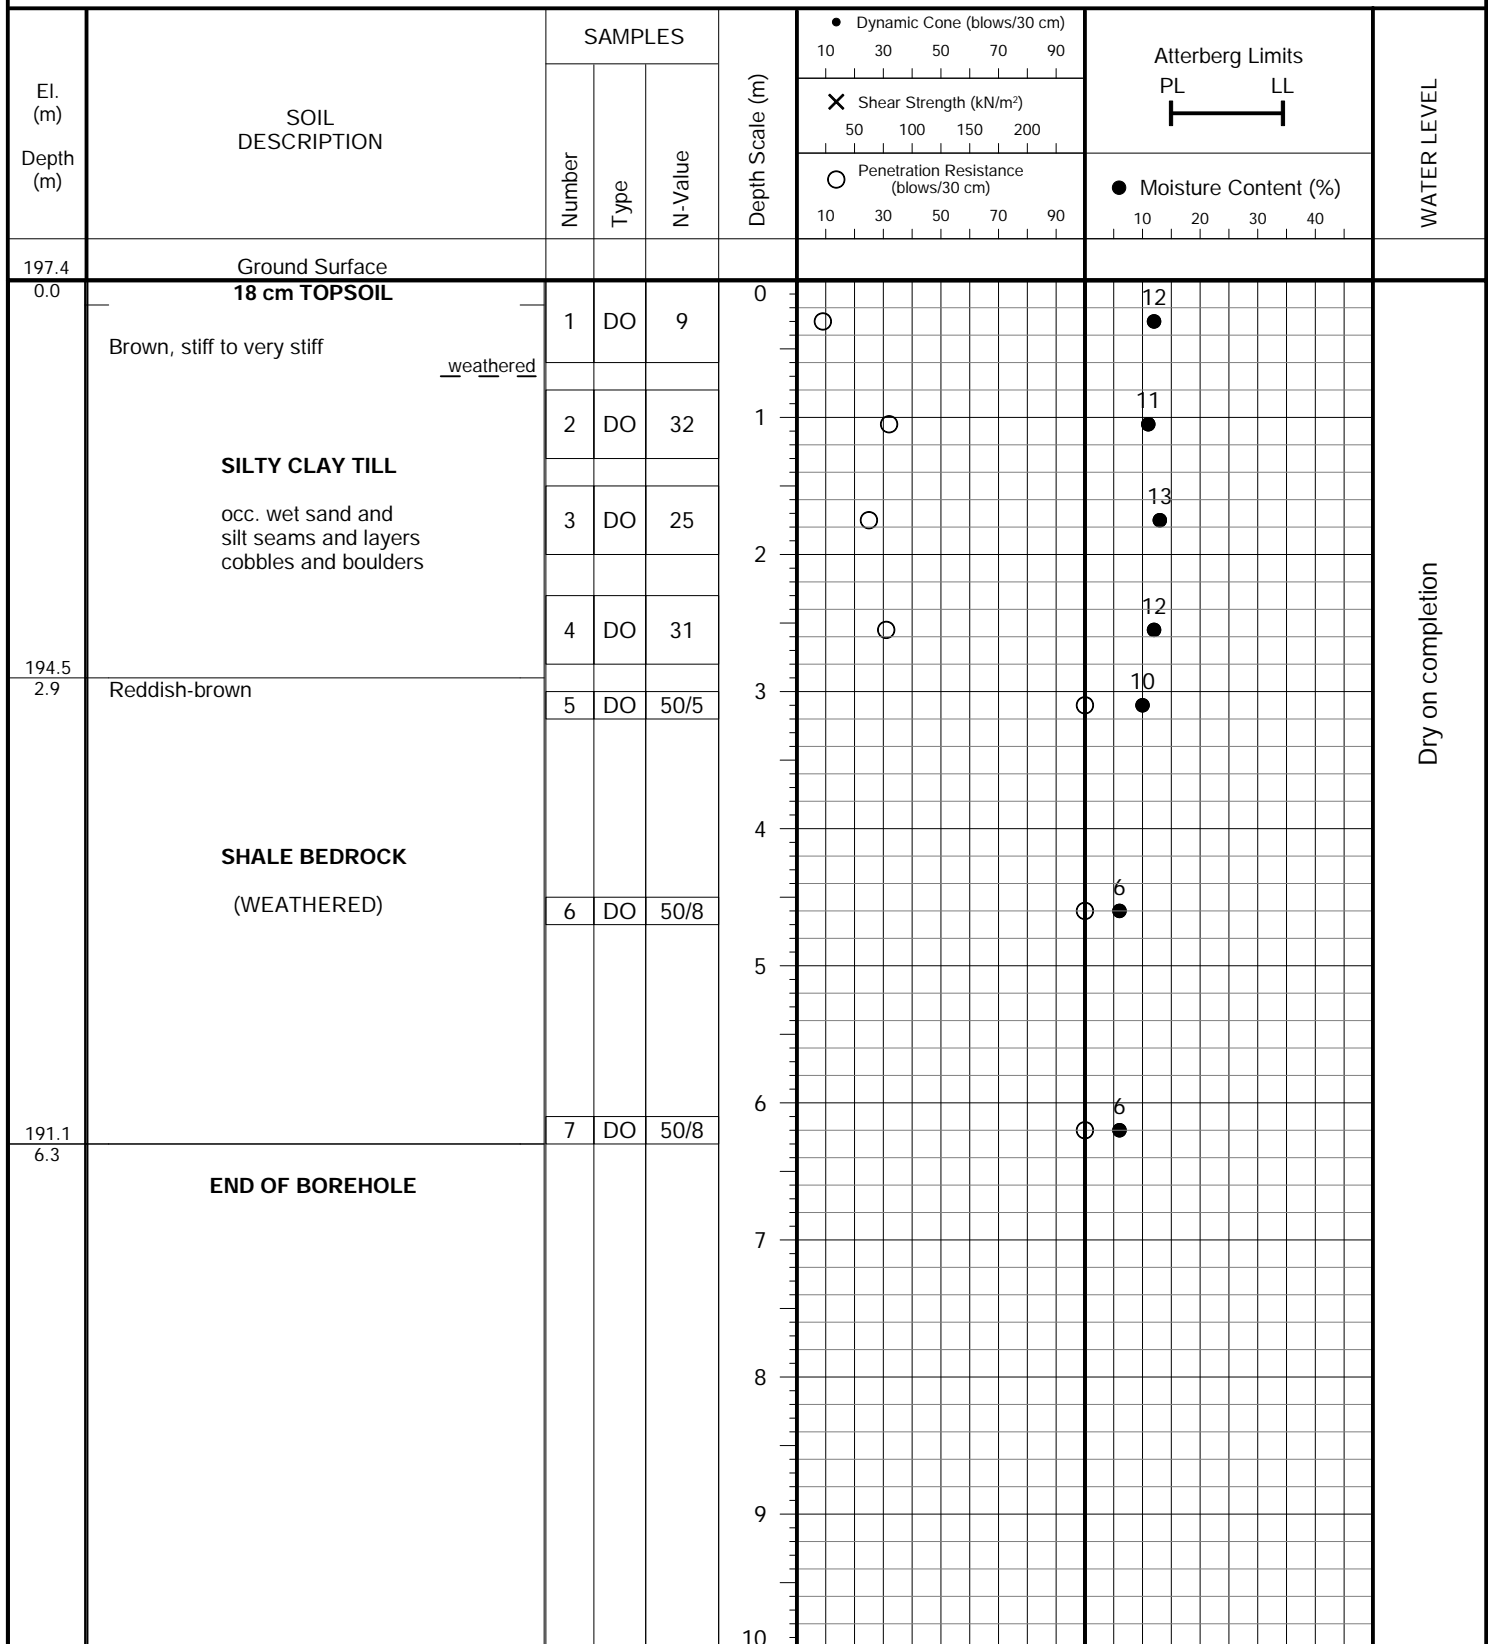 El.
(m)
Depth
(m)
SOIL
DESCRIPTION
SAMPLES
Number
Type
N-Value
Depth Scale (m)
Dynamic Cone (blows/30 cm)
10 30 50 70 90
Shear Strength (kN/m²)
50 100 150 200
Penetration Resistance
(blows/30 cm)
10 30 50 70 90
Atterberg Limits
PL LL
Moisture Content (%)
10 20 30 40
WATER LEVEL
197.4 Ground Surface
0.0 18 cm TOPSOIL 0
12
1 DO 9
Brown, stiff to very stiff
weathered
11
2 DO 32 1
SILTY CLAY TILL
13
occ. wet sand and
silt seams and layers
cobbles and boulders
3 DO 25
2
12
4 DO 31
194.5
2.9 Reddish-brown 3
10
5 DO 50/5
Dry on completion
4
SHALE BEDROCK
(WEATHERED)
6
6 DO 50/8
5
6
6
191.1 7 DO 50/8
6.3
END OF BOREHOLE
7
8
9
10